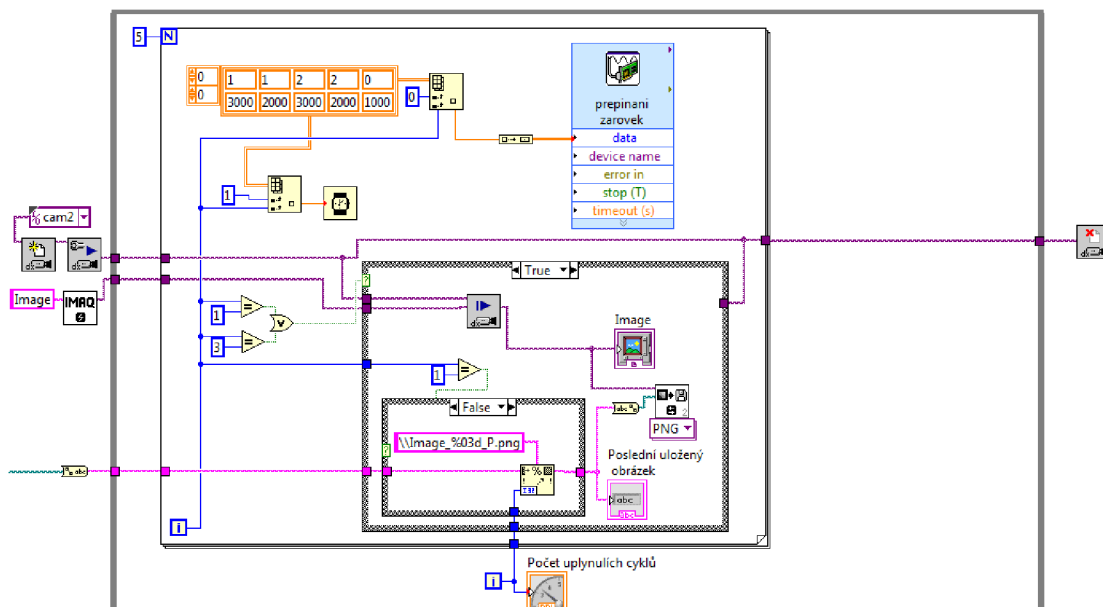 5
N
0
0
1
1
2
2
0
3000
2000
3000
2000
1000
0
prepinani
zarovek
data
device name
error in
stop (T)
timeout (s)
1
cam2
True
Image
IMAQ
1
3
Image
1
False
PNG
\\Image_%03d_P.png
Poslední uložený
obrázek
abc
i
Počet uplynulích cyklů
i